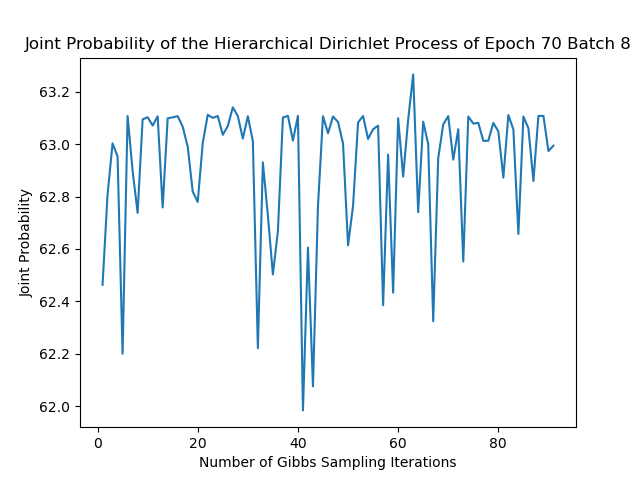 Joint Probability of the Hierarchical Dirichlet Process of Epoch 70 Batch 8
63.2
63.0
62.8
62.6
62.4
62.2
62.0
Joint Probability
0 20 40 60 80
Number of Gibbs Sampling Iterations